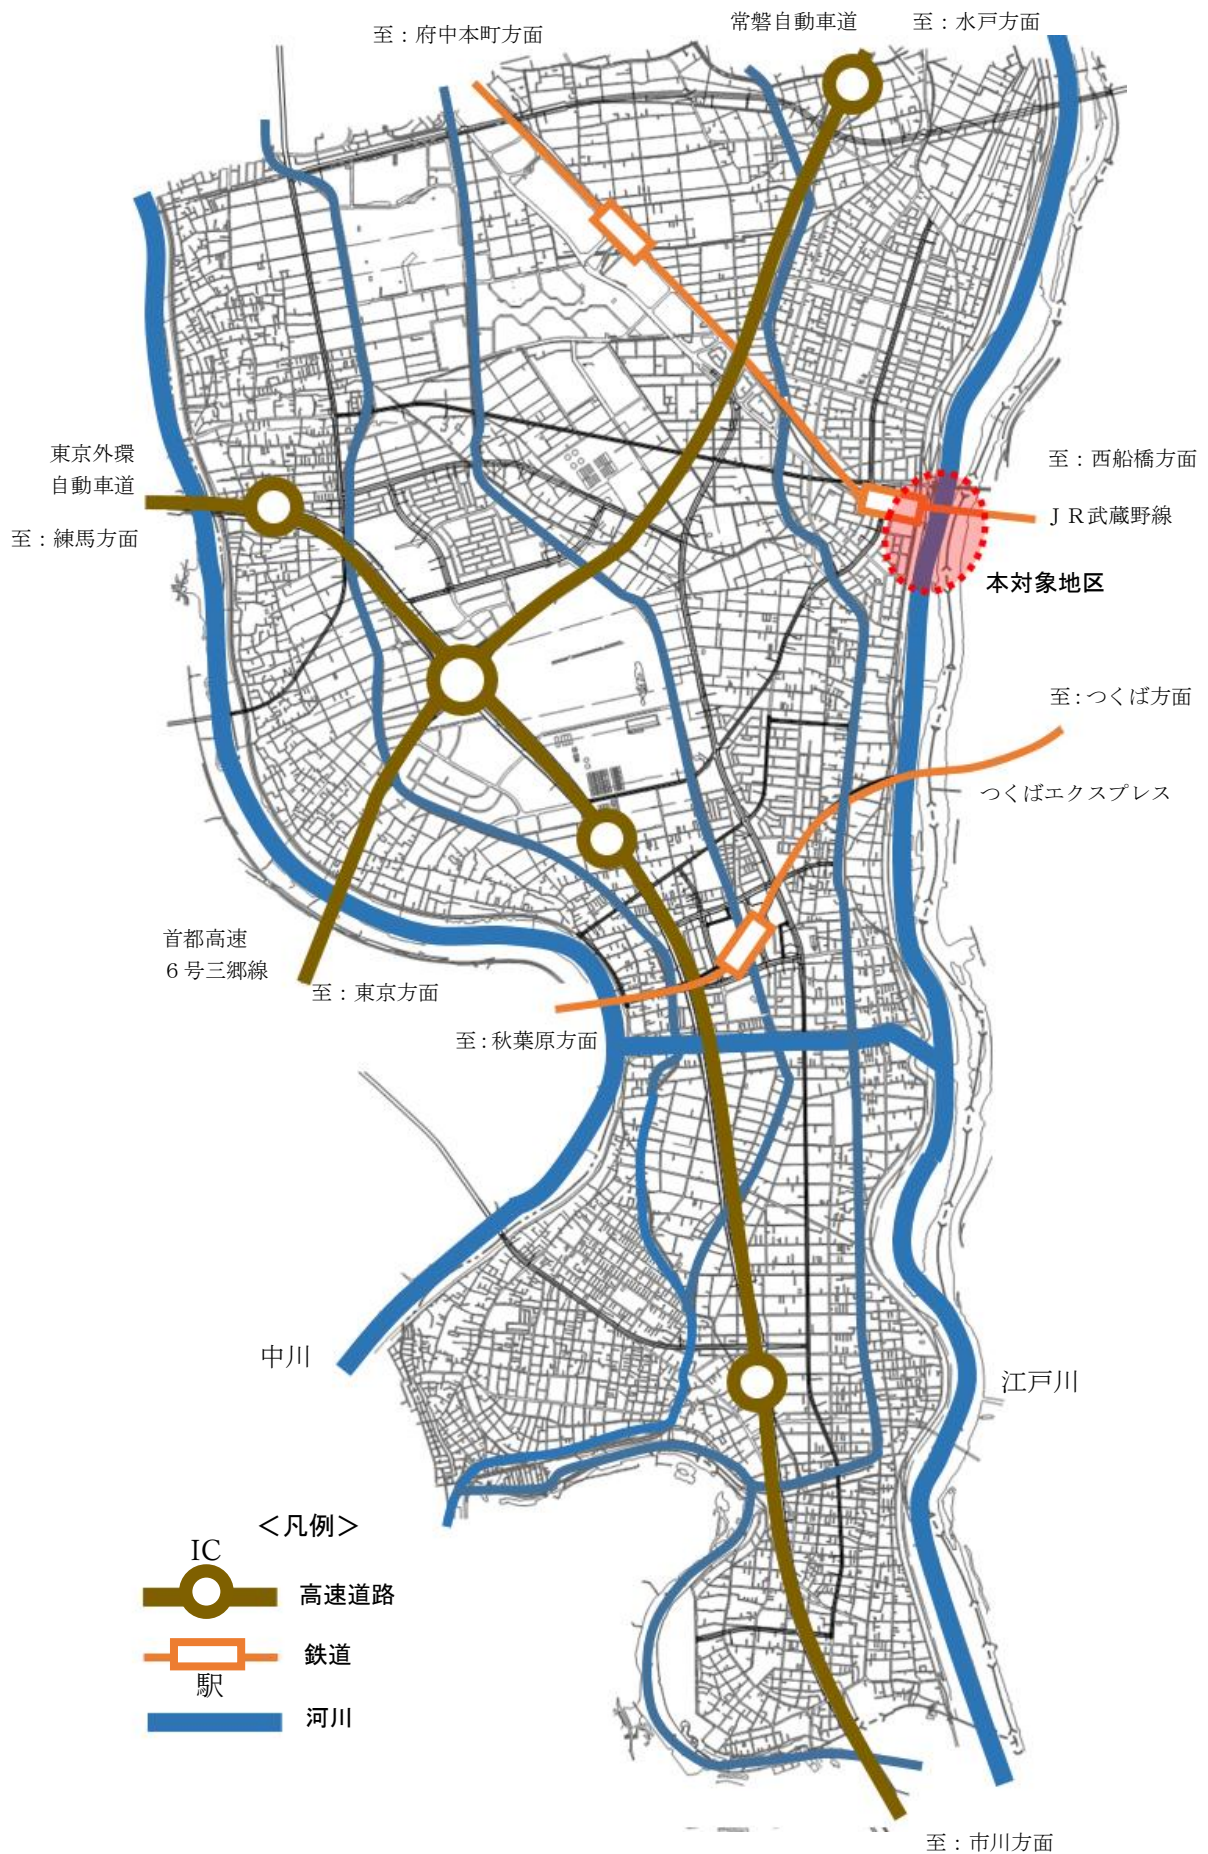 至：府中本町方面
常磐自動車道
至：水戸方面
東京外環
自動車道
至：練馬方面
至：西船橋方面
ＪＲ武蔵野線
本対象地区
至：つくば方面
つくばエクスプレス
首都高速
６号三郷線
至：東京方面
至：秋葉原方面
中川
江戸川
＜凡例＞
IC
高速道路
鉄道
駅
河川
至：市川方面